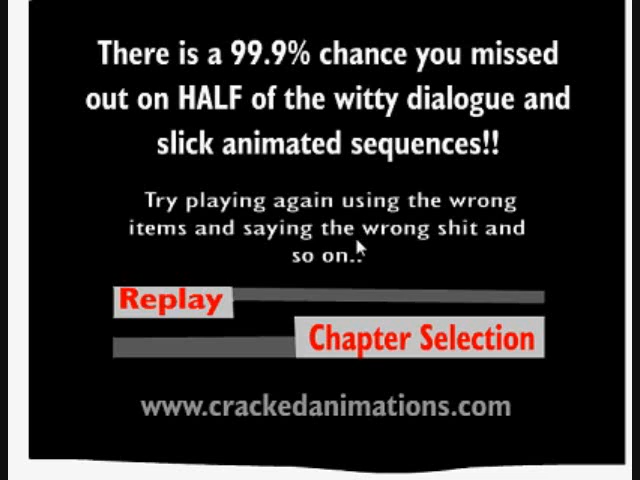 There is a 99.9% chance you missed
out on HALF of the witty dialogue and
slick animated sequences!!
Try playing again using the wrong
items and saying the wrong shit and
so on..
Replay
Chapter Selection
www.crackedanimations.com